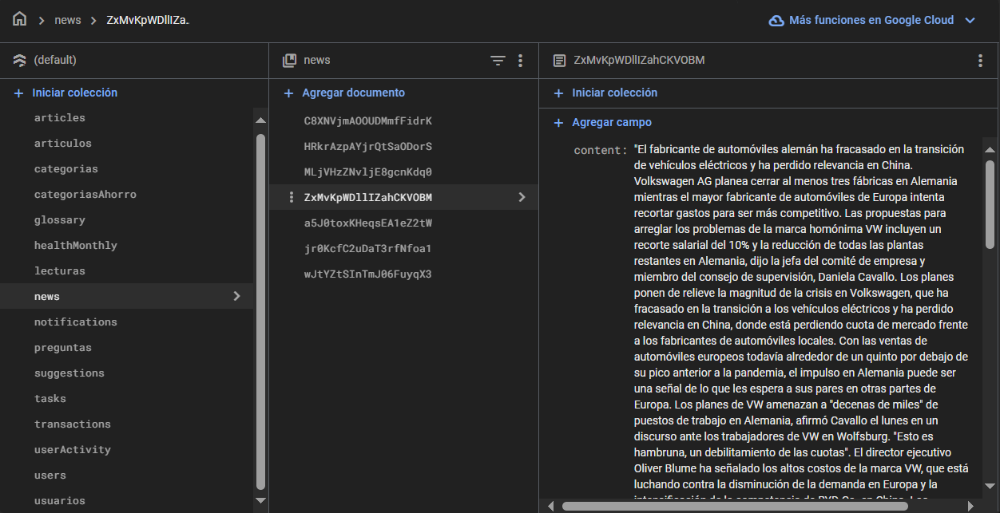 news
ZxMvKpWDllIZa..
Más funciones en Google Cloud
(default)
news
ZxMvKpWDllIZahCKVOBM
Iniciar colección
Agregar documento
Iniciar colección
Agregar campo
articles
articulos
categorias
categoriasAhorro
glossary
healthMonthly
lecturas
news
notifications
preguntas
suggestions
tasks
transactions
userActivity
users
usuarios
C8XNVjmAOOUDMmfFidrK
HRkrAzpAYjrQtSaODorS
MLjVHzZNvljE8gcnKdq0
ZxMvKpWDllIZahCKVOBM
a5J0toxKHeqsEA1eZ2tW
jr0KcfC2uDaT3rfNfoa1
wJtYZtSInTmJ06FuyqX3
content: "El fabricante de automóviles alemán ha fracasado en la transición
de vehículos eléctricos y ha perdido relevancia en China.
Volkswagen AG planea cerrar al menos tres fábricas en Alemania
mientras el mayor fabricante de automóviles de Europa intenta
recortar gastos para ser más competitivo. Las propuestas para
arreglar los problemas de la marca homónima VW incluyen un
recorte salarial del 10% y la reducción de todas las plantas
restantes en Alemania, dijo la jefa del comité de empresa y
miembro del consejo de supervisión, Daniela Cavallo. Los planes
ponen de relieve la magnitud de la crisis en Volkswagen, que ha
fracasado en la transición a los vehículos eléctricos y ha perdido
relevancia en China, donde está perdiendo cuota de mercado frente
a los fabricantes de automóviles locales. Con las ventas de
automóviles europeos todavía alrededor de un quinto por debajo de
su pico anterior a la pandemia, el impulso en Alemania puede ser
una señal de lo que les espera a sus pares en otras partes de
Europa. Los planes de VW amenazan a "decenas de miles" de
puestos de trabajo en Alemania, afirmó Cavallo el lunes en un
discurso ante los trabajadores de VW en Wolfsburg. "Esto es
hambruna, un debilitamiento de las cuotas". El director ejecutivo
Oliver Blume ha señalado los altos costos de la marca VW, que está
luchando contra la disminución de la demanda en Europa y la
intensificación de la competencia de BYD Co. en China. Los